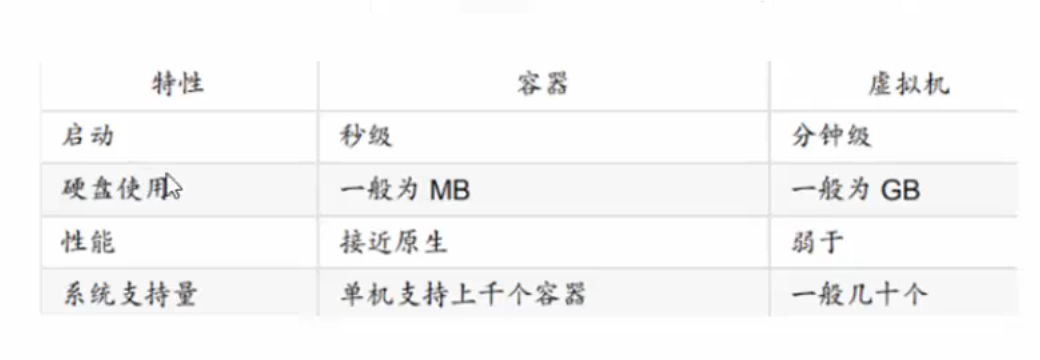 特性 容器 虚拟机
启动 秒级 分钟级
硬盘使用 一般为 MB 一般为 GB
性能 接近原生 弱于
系统支持量 单机支持上千个容器 一般几十个